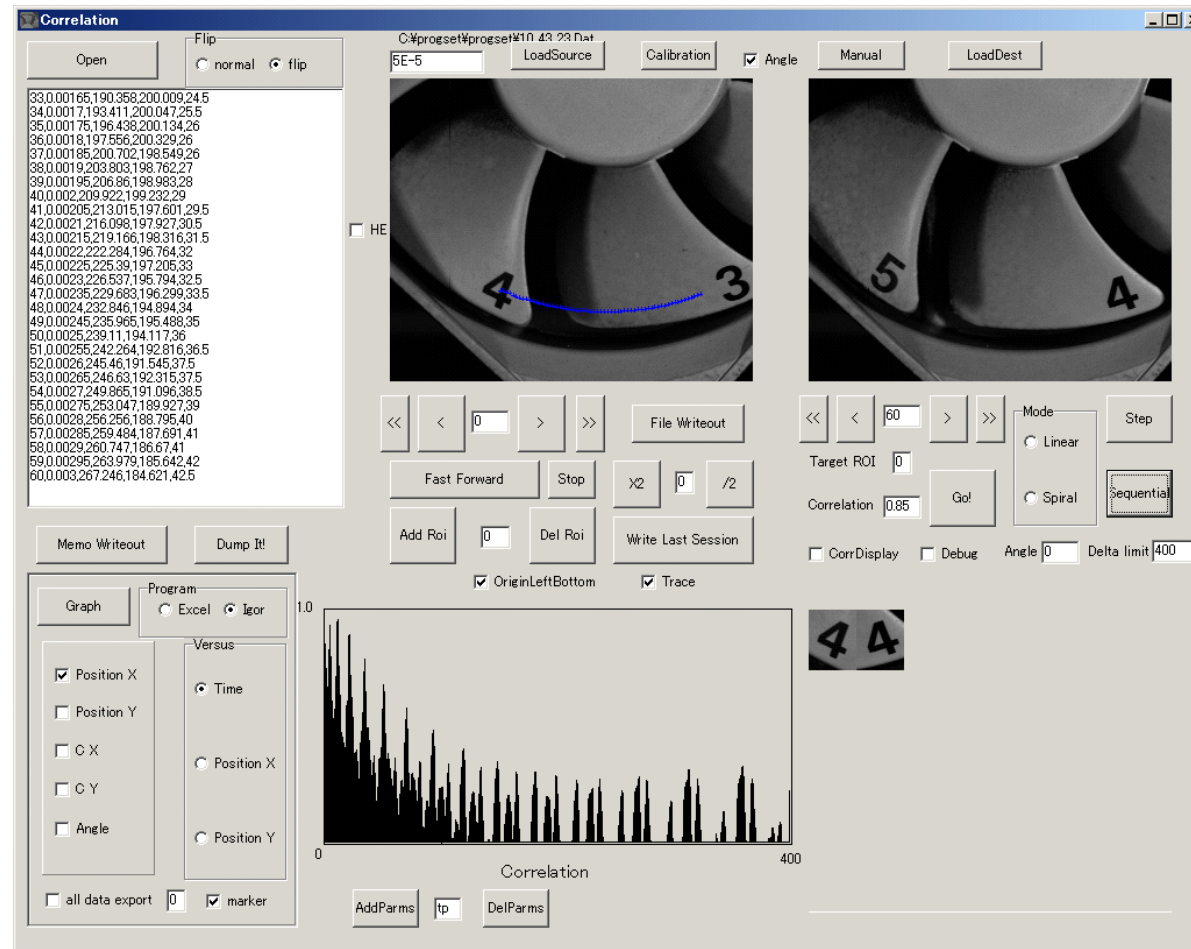 Correlation
Open
Flip
normal
flip
C:¥progset¥progset¥10_43_23.Dat
5E-5
LoadSource
Calibration
Angle
Manual
LoadDest
33,0.00165,190.358,200.009,24.5
34,0.0017,193.411,200.047,25.5
35,0.00175,196.438,200.134,26
36,0.0018,197.556,200.329,26
37,0.00185,200.702,198.549,26
38,0.0019,203.803,198.762,27
39,0.00195,206.86,198.983,28
40,0.002,209.922,199.232,29
41,0.00205,213.015,197.601,29.5
42,0.0021,216.098,197.927,30.5
43,0.00215,219.166,198.316,31.5
44,0.0022,222.284,196.764,32
45,0.00225,225.39,197.205,33
46,0.0023,226.537,195.794,32.5
47,0.00235,229.683,196.299,33.5
48,0.0024,232.846,194.894,34
49,0.00245,235.965,195.488,35
50,0.0025,239.11,194.117,36
51,0.00255,242.264,192.816,36.5
52,0.0026,245.46,191.545,37.5
53,0.00265,246.63,192.315,37.5
54,0.0027,249.865,191.096,38.5
55,0.00275,253.047,189.927,39
56,0.0028,256.256,188.795,40
57,0.00285,259.484,187.691,41
58,0.0029,260.747,186.67,41
59,0.00295,263.979,185.642,42
60,0.003,267.246,184.621,42.5
HE
4
3
5
4
<<
<
0
>
>>
File Writeout
<<
<
60
>
>>
Mode
Linear
Spiral
Step
Target ROI 0
Fast Forward
Stop
X2
0
/2
Correlation 0.85
Go!
Sequential
Add Roi
0
Del Roi
Write Last Session
Memo Writeout
Dump It!
CorrDisplay
Debug
Angle 0
Delta limit 400
OriginLeftBottom
Trace
Graph
Program
Excel
Igor
1.0
4 4
Position X
Position Y
C X
C Y
Angle
Versus
Time
Position X
Position Y
0
400
Correlation
all data export 0
marker
AddParms
tp
DelParms